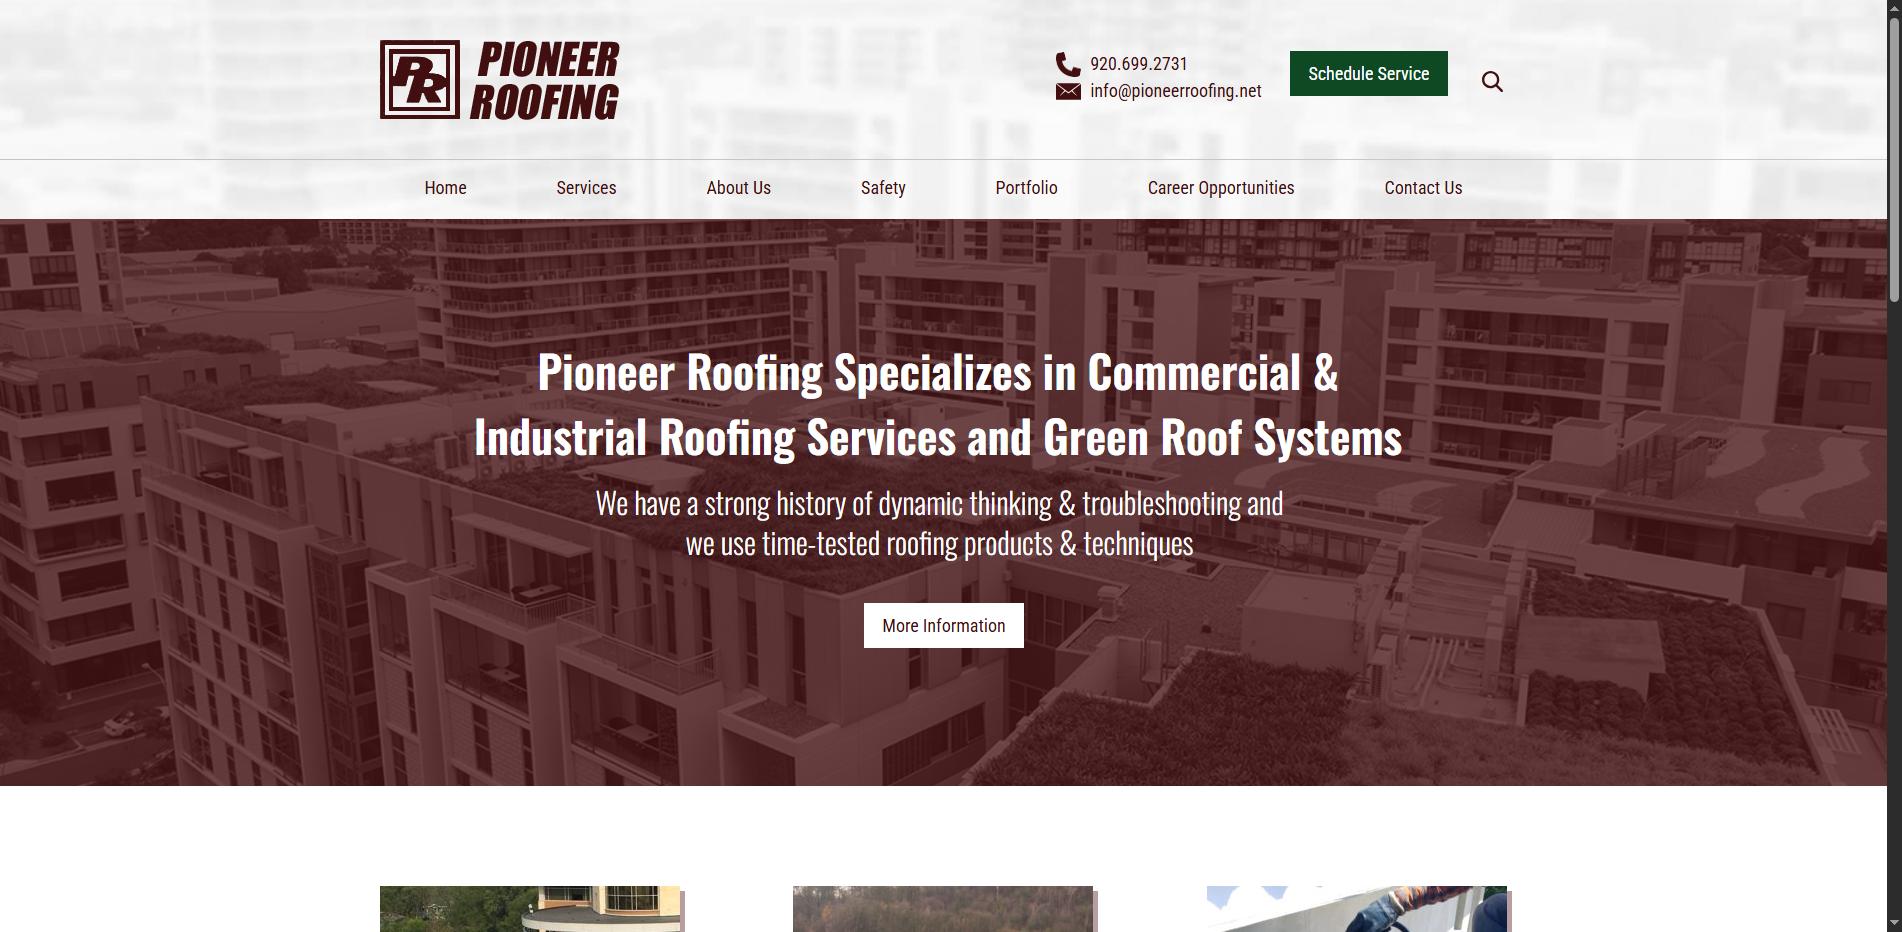 PR PIONEER
ROOFING
920.699.2731
info@pioneerroofing.net
Schedule Service
Home Services About Us Safety Portfolio Career Opportunities Contact Us
Pioneer Roofing Specializes in Commercial &
Industrial Roofing Services and Green Roof Systems
We have a strong history of dynamic thinking & troubleshooting and
we use time-tested roofing products & techniques
More Information